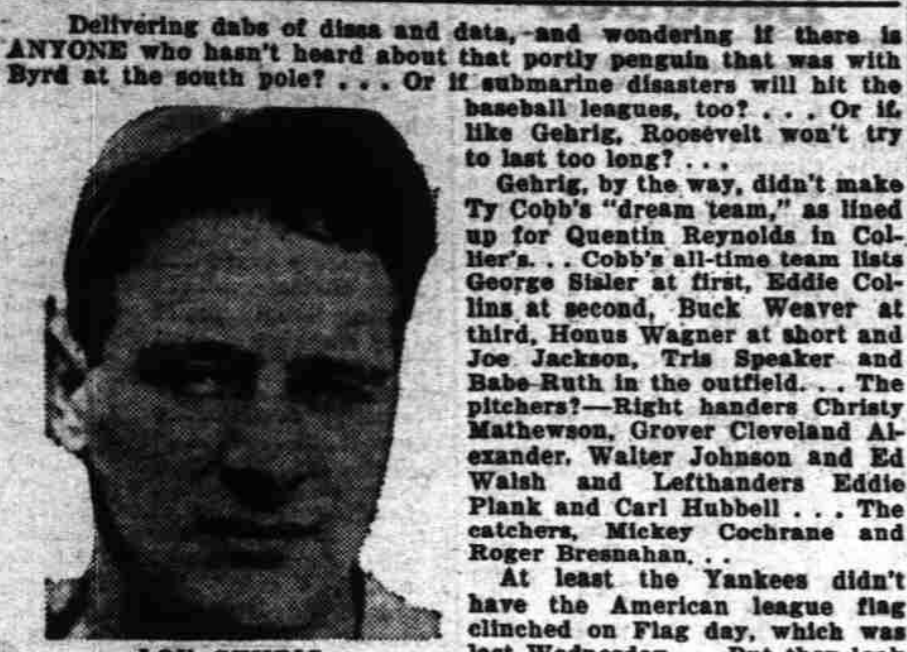 Delivering dabs of dissa and data, and wondering if there is
ANYONE who hasn't heard about that portly penguin that was with
Byrd at the south pole? . . . Or if submarine disasters will hit the
baseball leagues, too? . . . Or if,
like Gehrig, Roosevelt won't try
to last too long? . . .
Gehrig, by the way, didn't make
Ty Cobb's "dream team," as lined
up for Quentin Reynolds in Col-
lier's. . . Cobb's all-time team lists
George Sisler at first, Eddie Col-
lins at second, Buck Weaver at
third, Honus Wagner at short and
Joe Jackson, Tris Speaker and
Babe Ruth in the outfield. . . The
pitchers?—Right handers Christy
Mathewson, Grover Cleveland Al-
exander, Walter Johnson and Ed
Walsh and Lefthanders Eddie
Plank and Carl Hubbell . . . The
catchers, Mickey Cochrane and
Roger Bresnahan. . .
At least the Yankees didn't
have the American league flag
clinched on Flag day, which was
last Wednesday. . . But they look